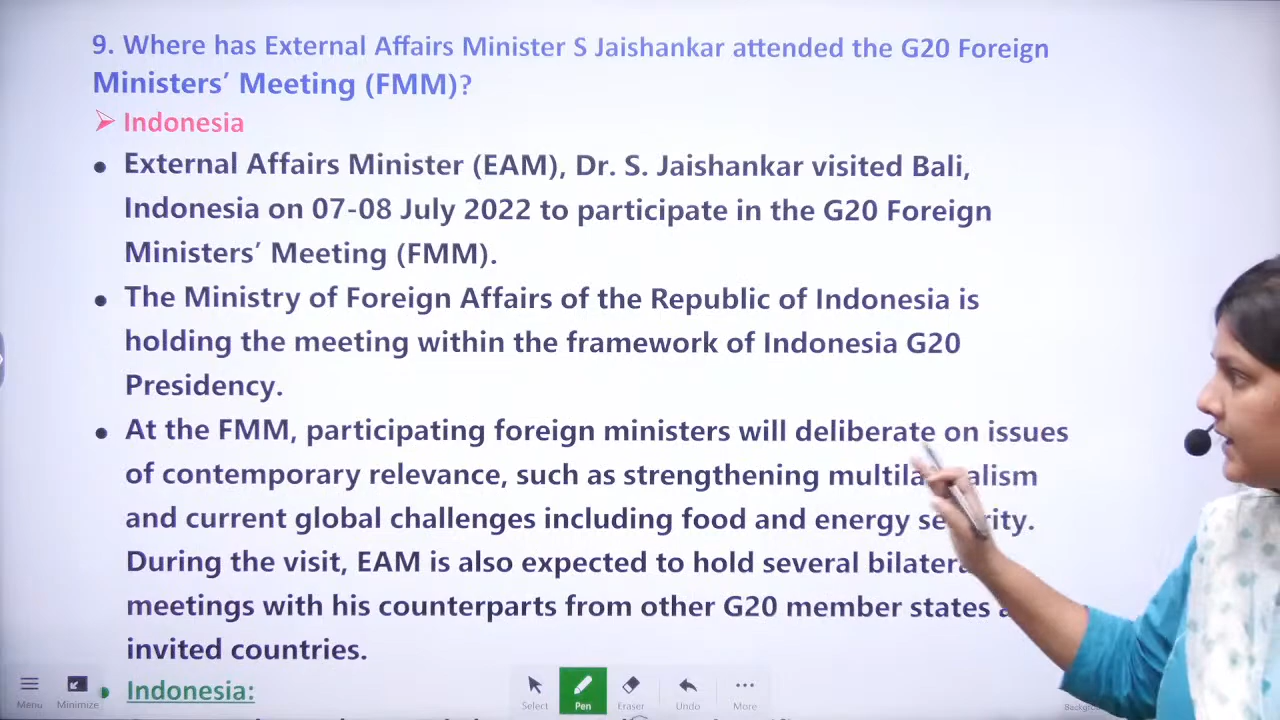 9. Where has External Affairs Minister S Jaishankar attended the G20 Foreign
Ministers’ Meeting (FMM)?
➢ Indonesia
• External Affairs Minister (EAM), Dr. S. Jaishankar visited Bali,
Indonesia on 07-08 July 2022 to participate in the G20 Foreign
Ministers’ Meeting (FMM).
• The Ministry of Foreign Affairs of the Republic of Indonesia is
holding the meeting within the framework of Indonesia G20
Presidency.
• At the FMM, participating foreign ministers will deliberate on issues
of contemporary relevance, such as strengthening
and current global challenges including food and energy
During the visit, EAM is also expected to hold several
meetings with his counterparts from other G20 member states
invited countries.
• Indonesia:
Menu Minimize Select Pen Eraser Undo More